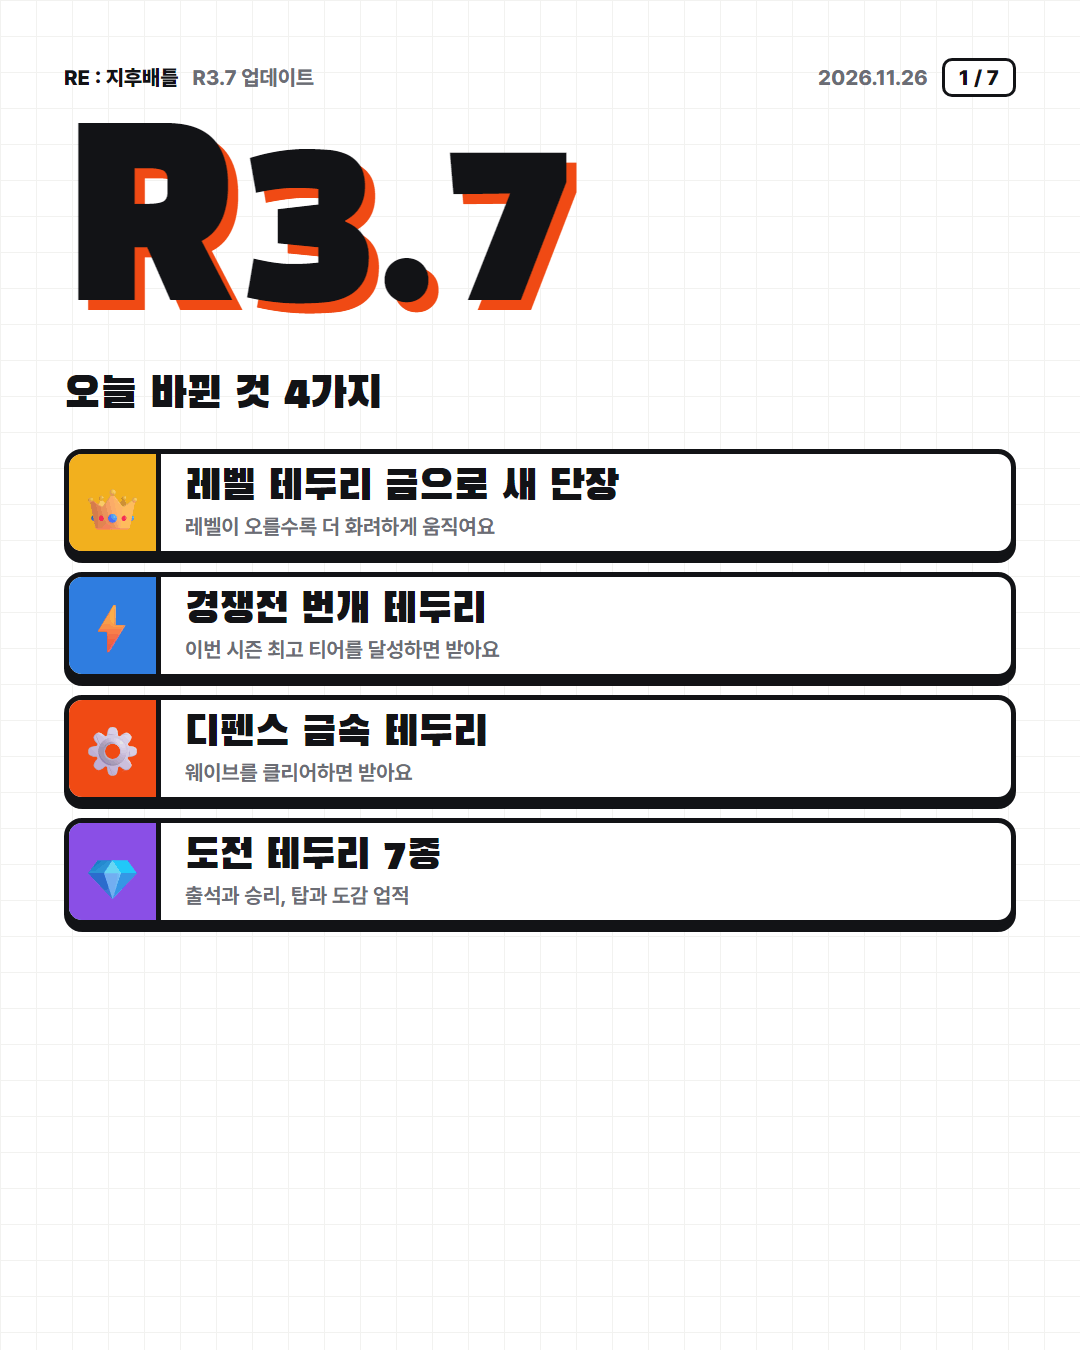 RE : 지후배틀 R3.7 업데이트
2026.11.26 1 / 7
R3.7
오늘 바뀐 것 4가지
레벨 테두리 금으로 새 단장
레벨이 오를수록 더 화려하게 움직여요
경쟁전 번개 테두리
이번 시즌 최고 티어를 달성하면 받아요
디펜스 금속 테두리
웨이브를 클리어하면 받아요
도전 테두리 7종
출석과 승리, 탑과 도감 업적